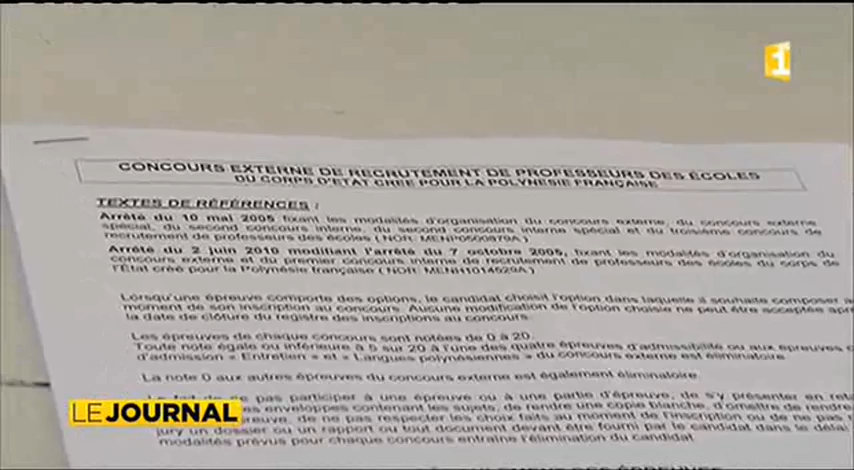 1
CONCOURS EXTERNE DE RECRUTEMENT DE PROFESSEURS DES ÉCOLES
DU CORPS D'ÉTAT CRÉÉ POUR LA POLYNÉSIE FRANÇAISE
TEXTES DE RÉFÉRENCES :
Arrêté du 10 mai 2005 fixant les modalités d'organisation du concours externe, du concours externe
spécial, du second concours interne, du second concours interne spécial et du troisième concours de
recrutement de professeurs des écoles (NOR: MENP0500879A)
Arrêté du 2 juin 2010 modifiant l'arrêté du 7 octobre 2005, fixant les modalités d'organisation du
concours externe et du premier concours interne de recrutement de professeurs des écoles du corps de
l'État créé pour la Polynésie française (NOR: MENH1014629A)
Lorsqu'une épreuve comporte des options, le candidat choisit l'option dans laquelle il souhaite composer
moment de son inscription au concours. Aucune modification de l'option choisie ne peut être acceptée
la date de clôture du registre des inscriptions au concours.
Les épreuves de chaque concours sont notées de 0 à 20.
Toute note égale ou inférieure à 5 sur 20 à l'une des quatre épreuves d'admissibilité ou aux épreuves
d'admission « Entretien » et « Langues polynésiennes » du concours externe est éliminatoire.
La note 0 aux autres épreuves du concours externe est également éliminatoire.
Le fait de ne pas participer à une épreuve ou à une partie d'épreuve, de s'y présenter en
enveloppes contenant les sujets, de rendre une copie blanche, d'omettre de rendre
épreuve, de ne pas respecter les choix faits au moment de l'inscription ou de ne pas
jury un dossier ou un rapport ou tout document devant être fourni par le candidat dans le délai
modalités prévus pour chaque concours entraîne l'élimination du candidat.
LE JOURNAL